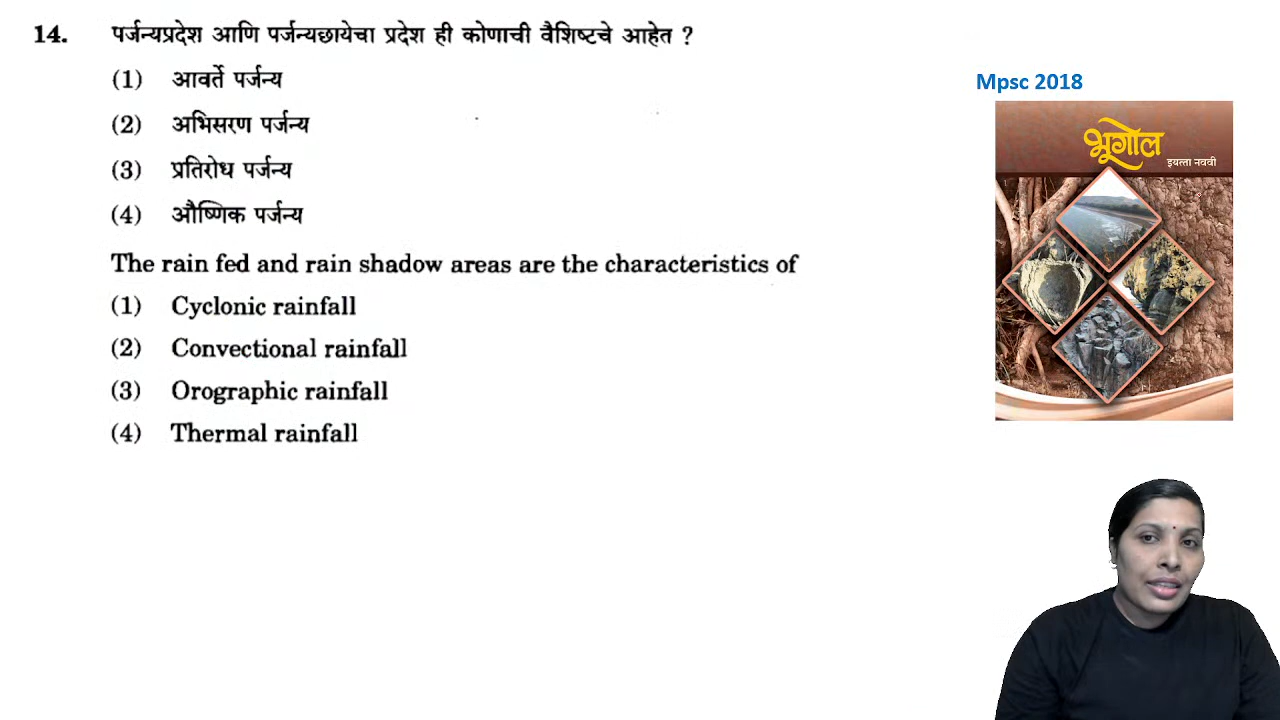 14. पर्जन्यप्रदेश आणि पर्जन्यछायेचा प्रदेश ही कोणाची वैशिष्टचे आहेत ?
(1) आवर्ते पर्जन्य
(2) अभिसरण पर्जन्य
(3) प्रतिरोध पर्जन्य
(4) औष्णिक पर्जन्य
The rain fed and rain shadow areas are the characteristics of
(1) Cyclonic rainfall
(2) Convectional rainfall
(3) Orographic rainfall
(4) Thermal rainfall
Mpsc 2018
भूगोल
इयत्ता नववी